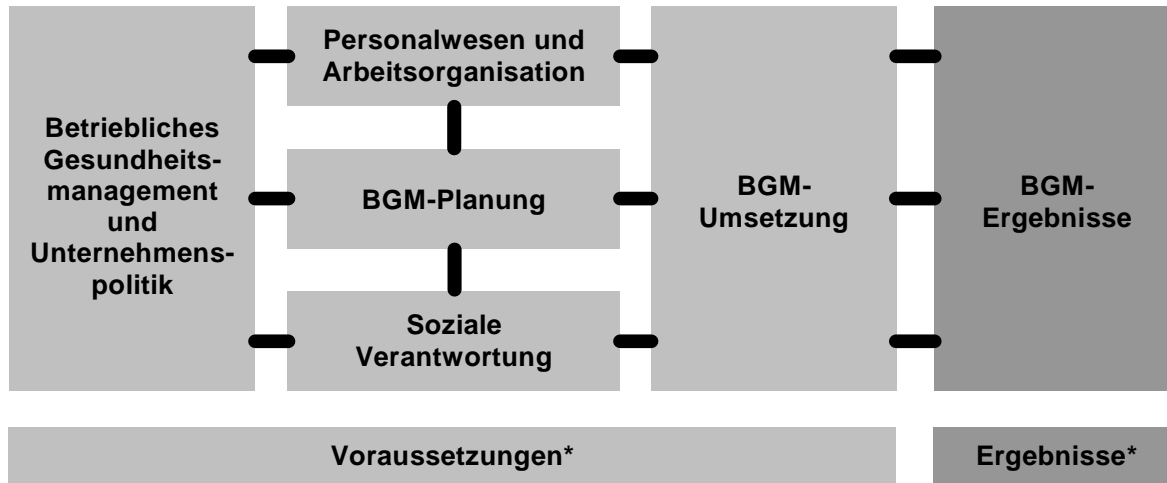 Betriebliches
Gesundheits-
management
und
Unternehmens-
politik
Personalwesen und
Arbeitsorganisation
BGM-Planung
Soziale
Verantwortung
BGM-
Umsetzung
BGM-
Ergebnisse
Voraussetzungen*
Ergebnisse*